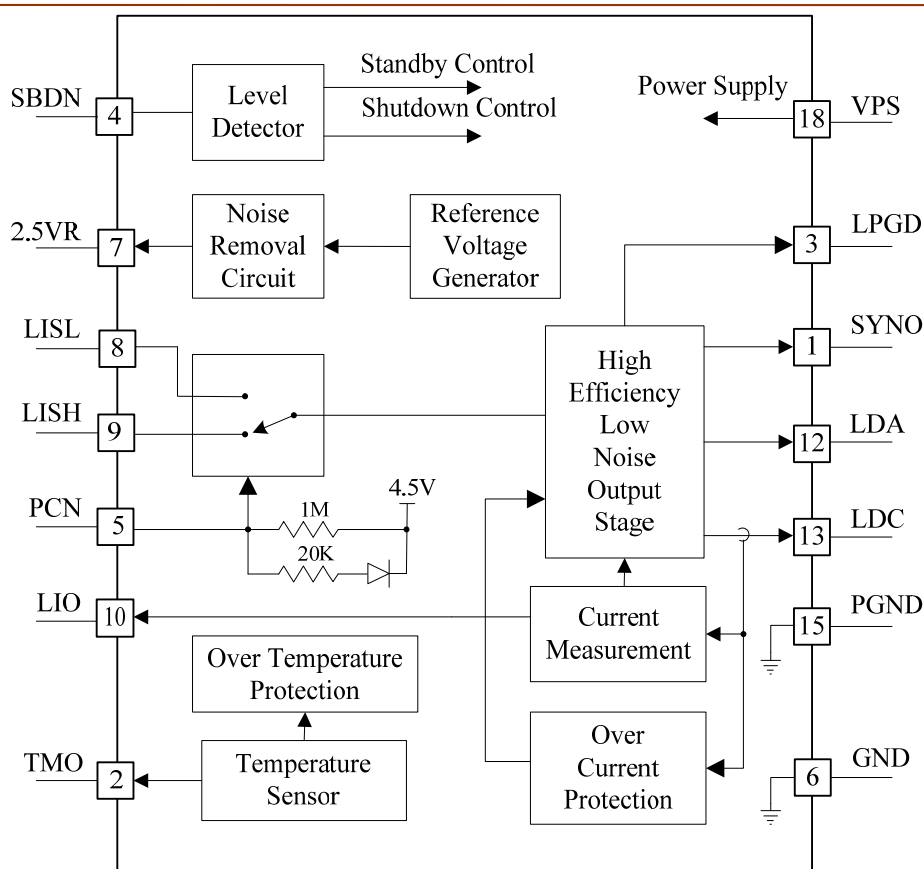 SBDN
4
Level
Detector
Standby Control
Shutdown Control
Power Supply
18
VPS
2.5VR
7
Noise
Removal
Circuit
Reference
Voltage
Generator
3
LPGD
LISL
8
1
SYNO
LISH
9
High
Efficiency
Low
Noise
Output
Stage
12
LDA
PCN
5
1M
4.5V
20K
13
LDC
LIO
10
Current
Measurement
15
PGND
Over Temperature
Protection
TMO
2
Temperature
Sensor
Over
Current
Protection
6
GND